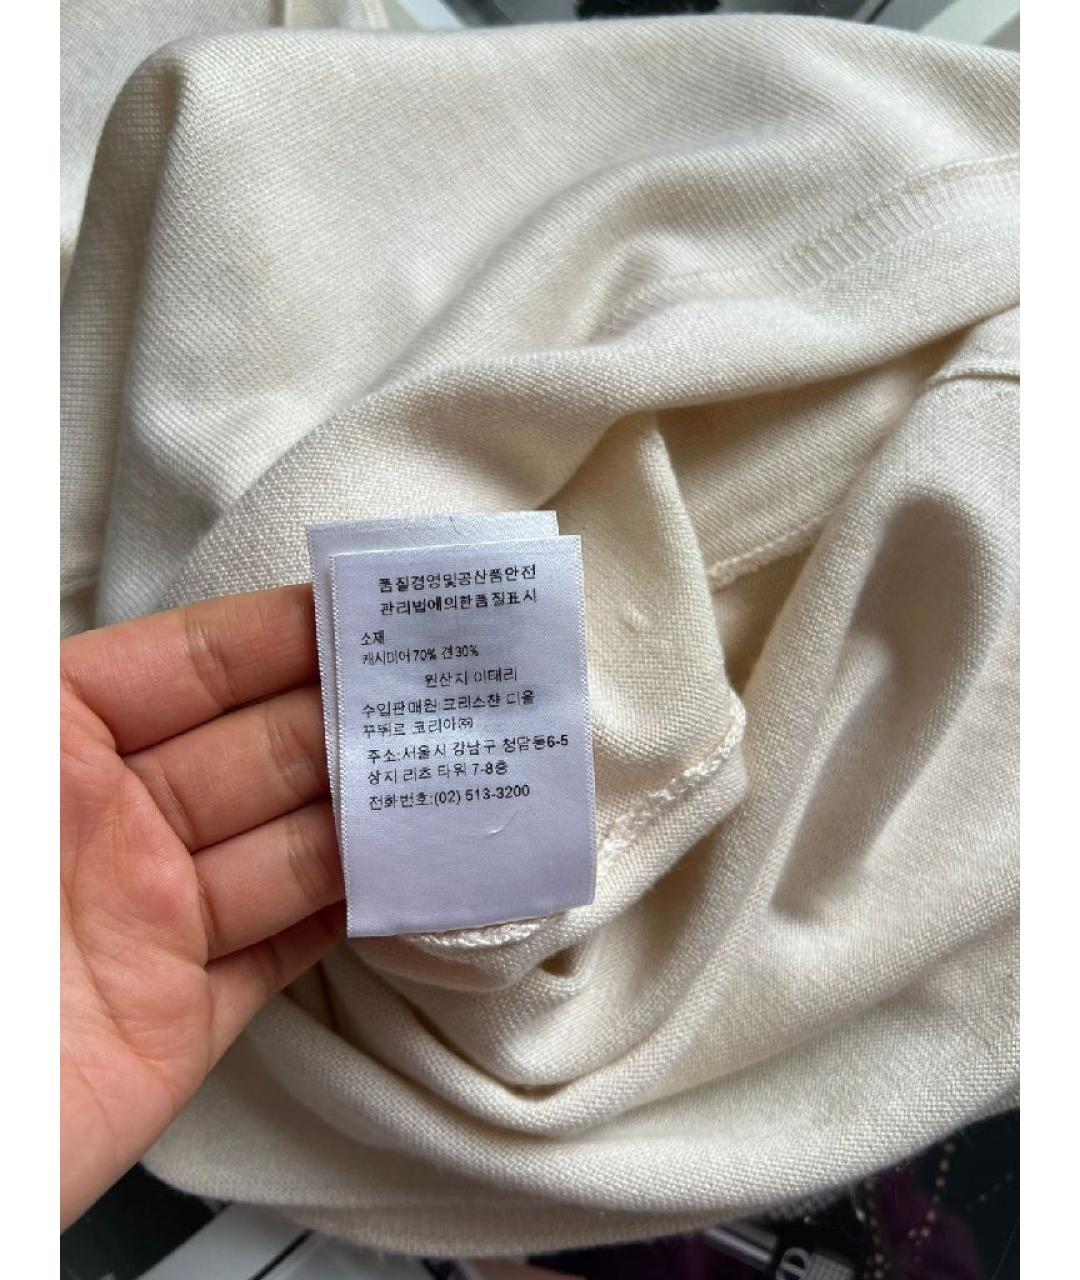 품질경영및공산품안전
관리법에의한품질표시
소재
캐시미어70% 견30%
원산지 이태리
수입판매원:크리스챤 디올
꾸뛰르 코리아㈜
주소:서울시 강남구 청담동6-5
상지 리츠 타워 7-8층
전화번호:(02) 513-3200